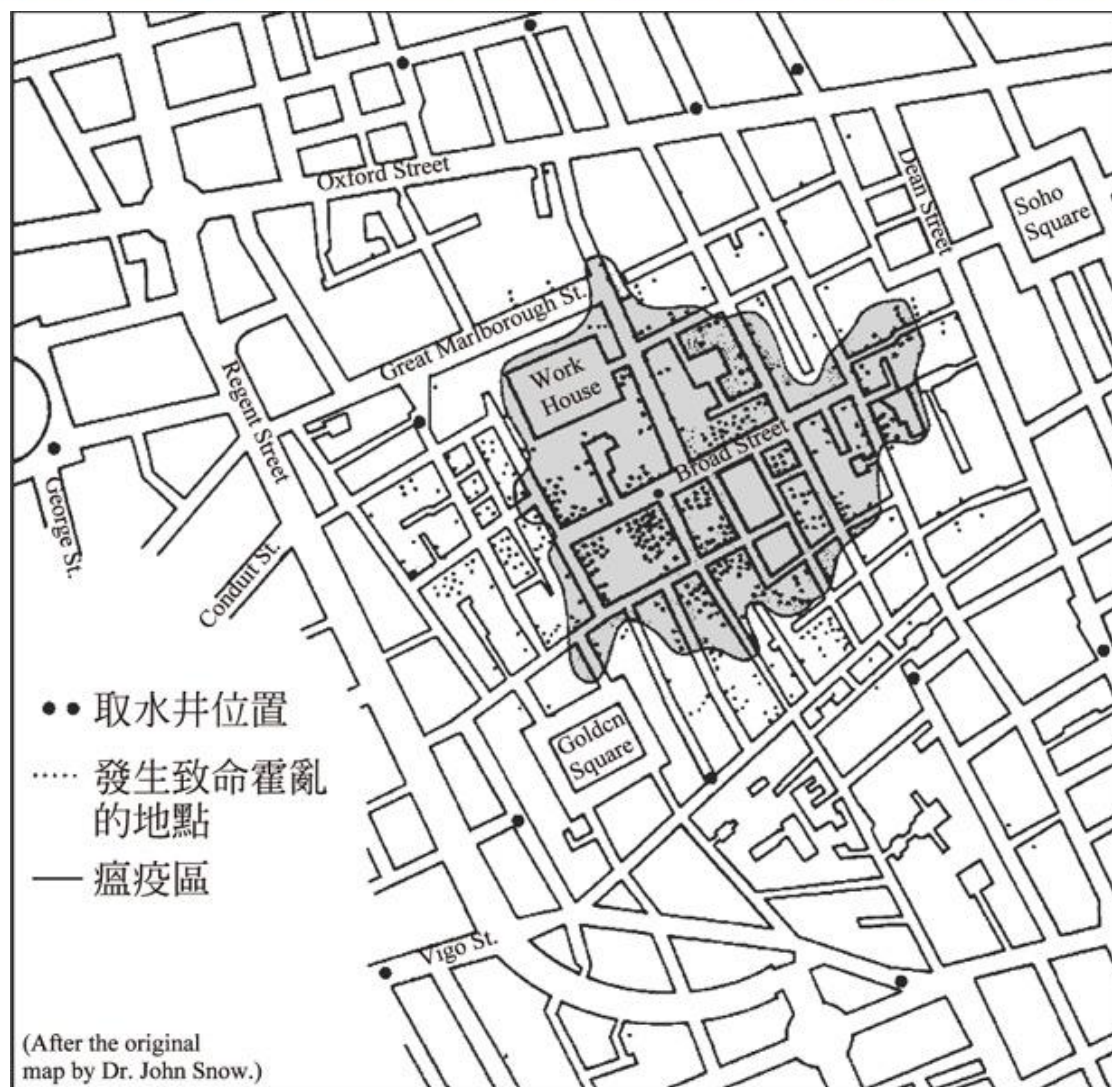 Oxford Street
Dean Street
Soho
Square
Great Marlborough St.
Work
House
Regent Street
Broad Street
George St.
Conduit St.
取水井位置
發生致命霍亂
的地點
瘟疫區
Golden
Square
Vigo St.
(After the original
map by Dr. John Snow.)